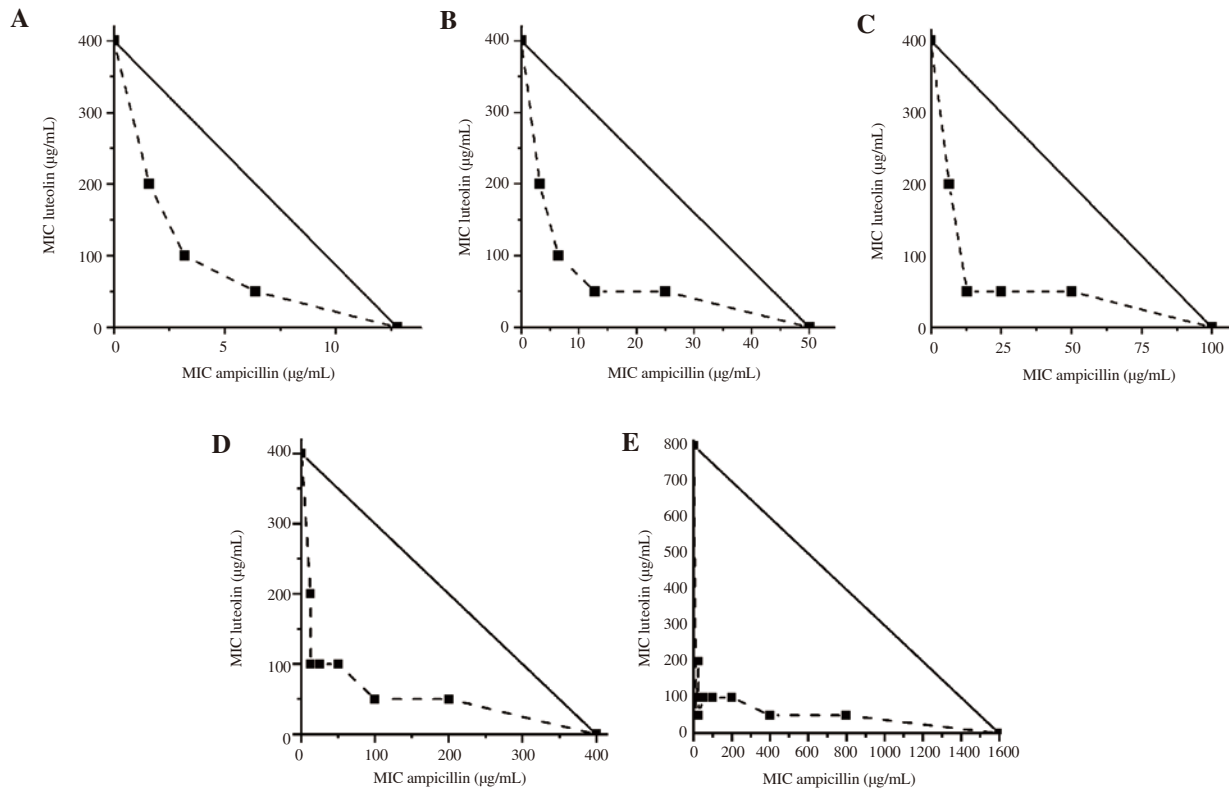 A
MIC luteolin (µg/mL)
400
300
200
100
0
0 5 10
MIC ampicillin (µg/mL)
B
MIC luteolin (µg/mL)
400
300
200
100
0
0 10 20 30 40 50
MIC ampicillin (µg/mL)
C
MIC luteolin (µg/mL)
400
300
200
100
0
0 25 50 75 100
MIC ampicillin (µg/mL)
D
MIC luteolin (µg/mL)
400
300
200
100
0
0 100 200 300 400
MIC ampicillin (µg/mL)
E
MIC luteolin (µg/mL)
800
700
600
500
400
300
200
100
0
0 200 400 600 800 1000 1200 1400 1600
MIC ampicillin (µg/mL)